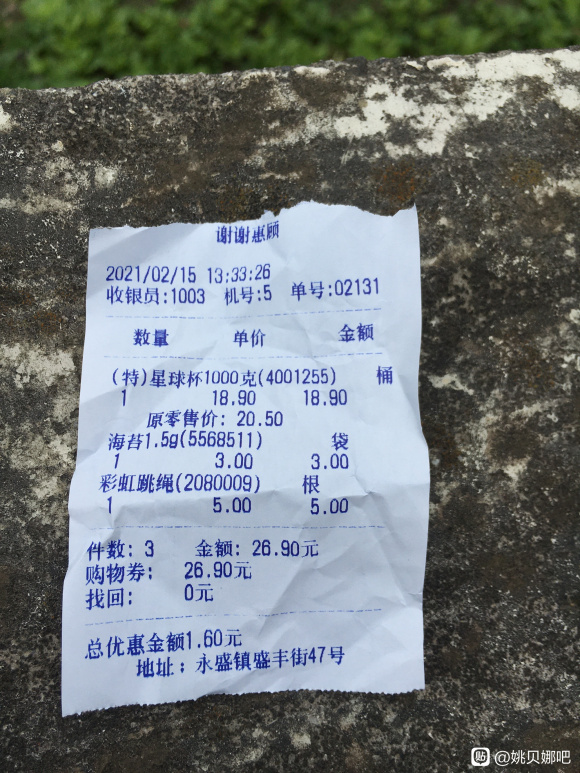 谢谢惠顾
2021/02/15 13:33:26
收银员:1003 机号:5 单号:02131
数量 单价 金额
(特)星球杯1000克(4001255) 桶
1 18.90 18.90
原零售价: 20.50
海苔1.5g(5568511) 袋
1 3.00 3.00
彩虹跳绳(2080009) 根
1 5.00 5.00
件数: 3 金额: 26.90元
购物券: 26.90元
找回: 0元
总优惠金额1.60元
地址: 永盛镇盛丰街47号
贴 @姚贝娜吧